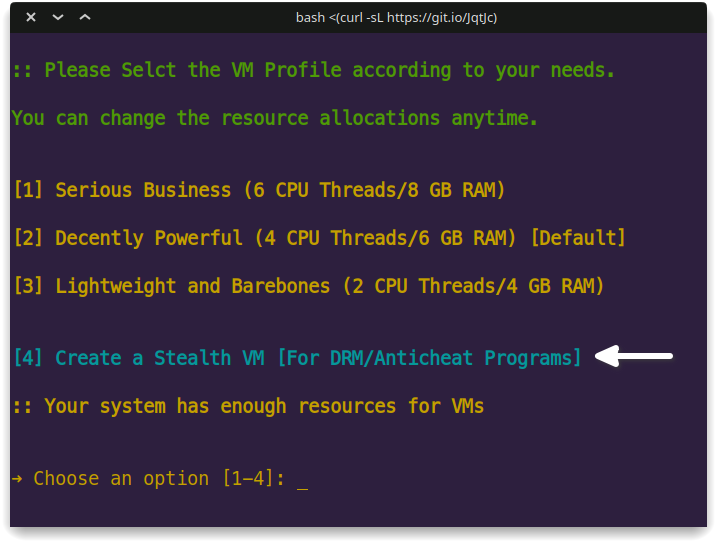 bash <(curl -sL https://git.io/JqtJc)
:: Please Selct the VM Profile according to your needs.
You can change the resource allocations anytime.
[1] Serious Business (6 CPU Threads/8 GB RAM)
[2] Decently Powerful (4 CPU Threads/6 GB RAM) [Default]
[3] Lightweight and Barebones (2 CPU Threads/4 GB RAM)
[4] Create a Stealth VM [For DRM/Anticheat Programs]
:: Your system has enough resources for VMs
→ Choose an option [1-4]: _